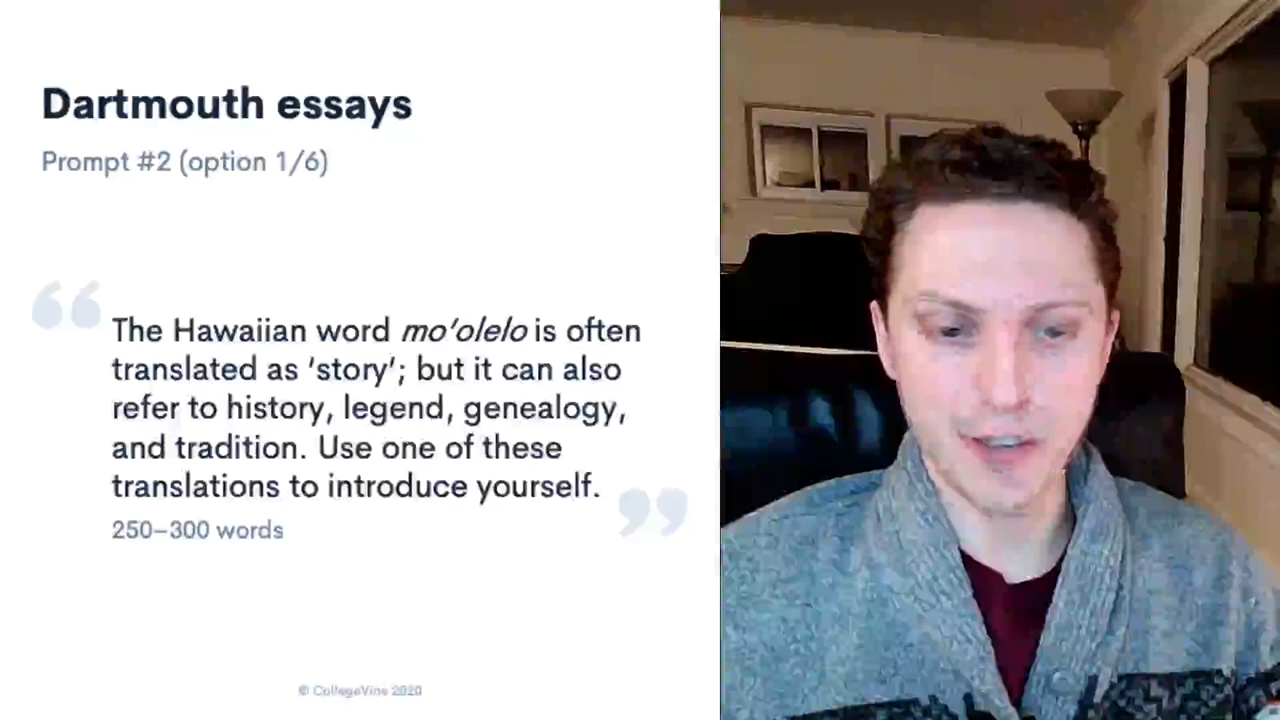 Dartmouth essays
Prompt #2 (option 1/6)
“
The Hawaiian word moʻolelo is often
translated as ‘story’; but it can also
refer to history, legend, genealogy,
and tradition. Use one of these
translations to introduce yourself.
”
250–300 words
© CollegeVine 2020